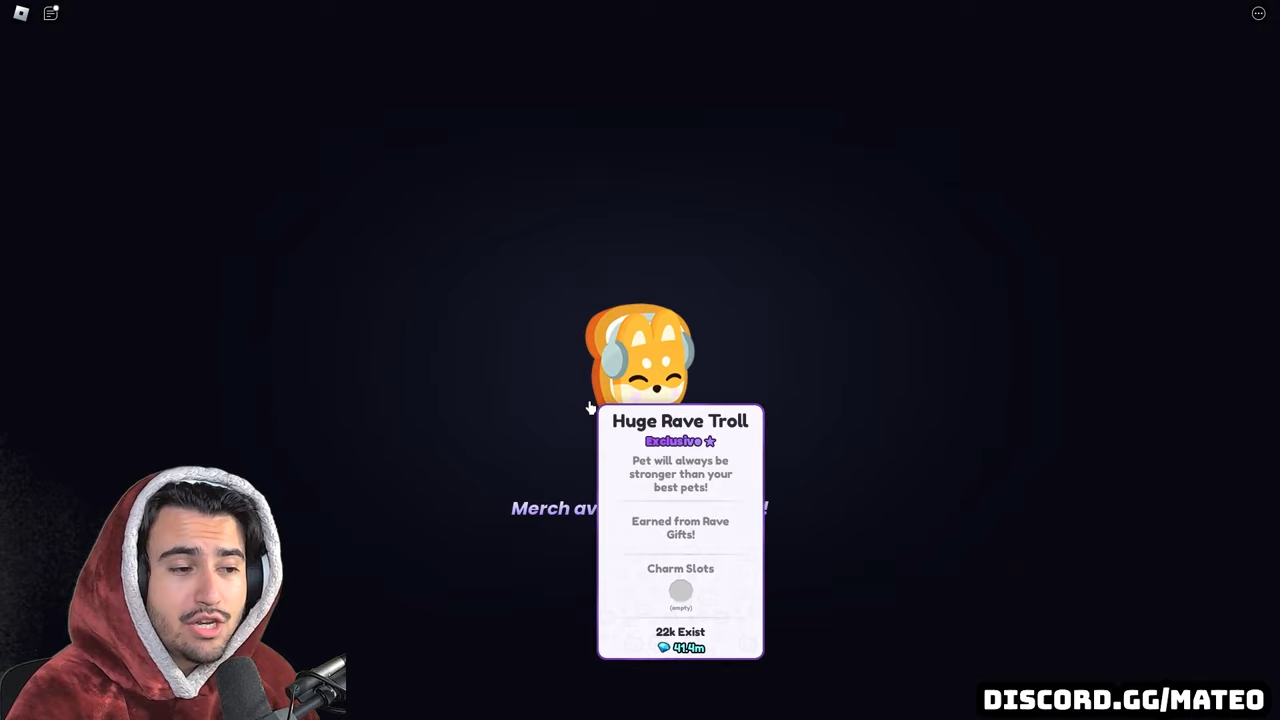 Huge Rave Troll
Exclusive
Pet will always be
stronger than your
best pets!
Merch av !
Earned from Rave
Gifts!
Charm Slots
(empty)
22k Exist
41.4m
DISCORD.GG/MATEO